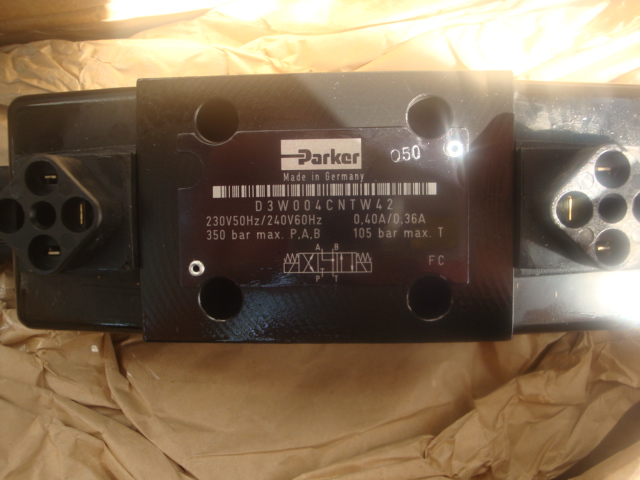 Parker
050
Made in Germany
D3W004CNTW42
230V50Hz/240V60Hz 0,40A/0,36A
350 bar max. P,A,B 105 bar max. T
A B
P T
FC